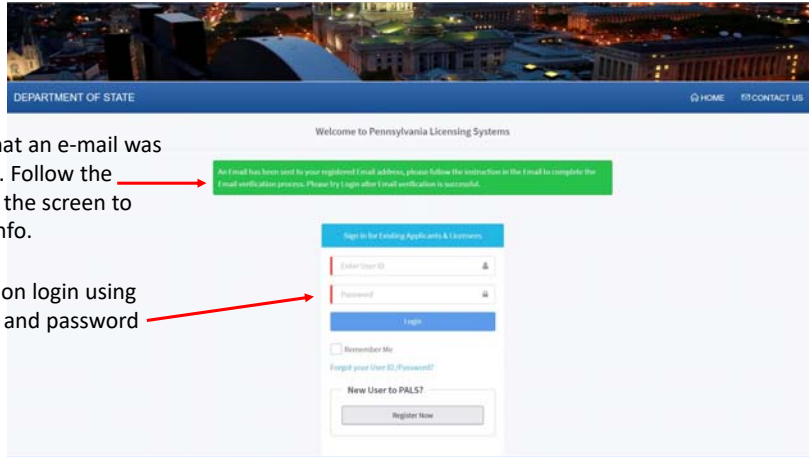 DEPARTMENT OF STATE
HOME CONTACT US
Welcome to Pennsylvania Licensing Systems
hat an e-mail was
. Follow the
the screen to
nfo.
An Email has been sent to your registered Email address, please follow the instruction in the Email to complete the
Email verification process. Please try Login after Email verification is successful.
Sign in for Existing Applicants & Licensees
Enter User ID
Password
on login using
and password
Login
Remember Me
Forgot your User ID/Password?
New User to PALS?
Register Now